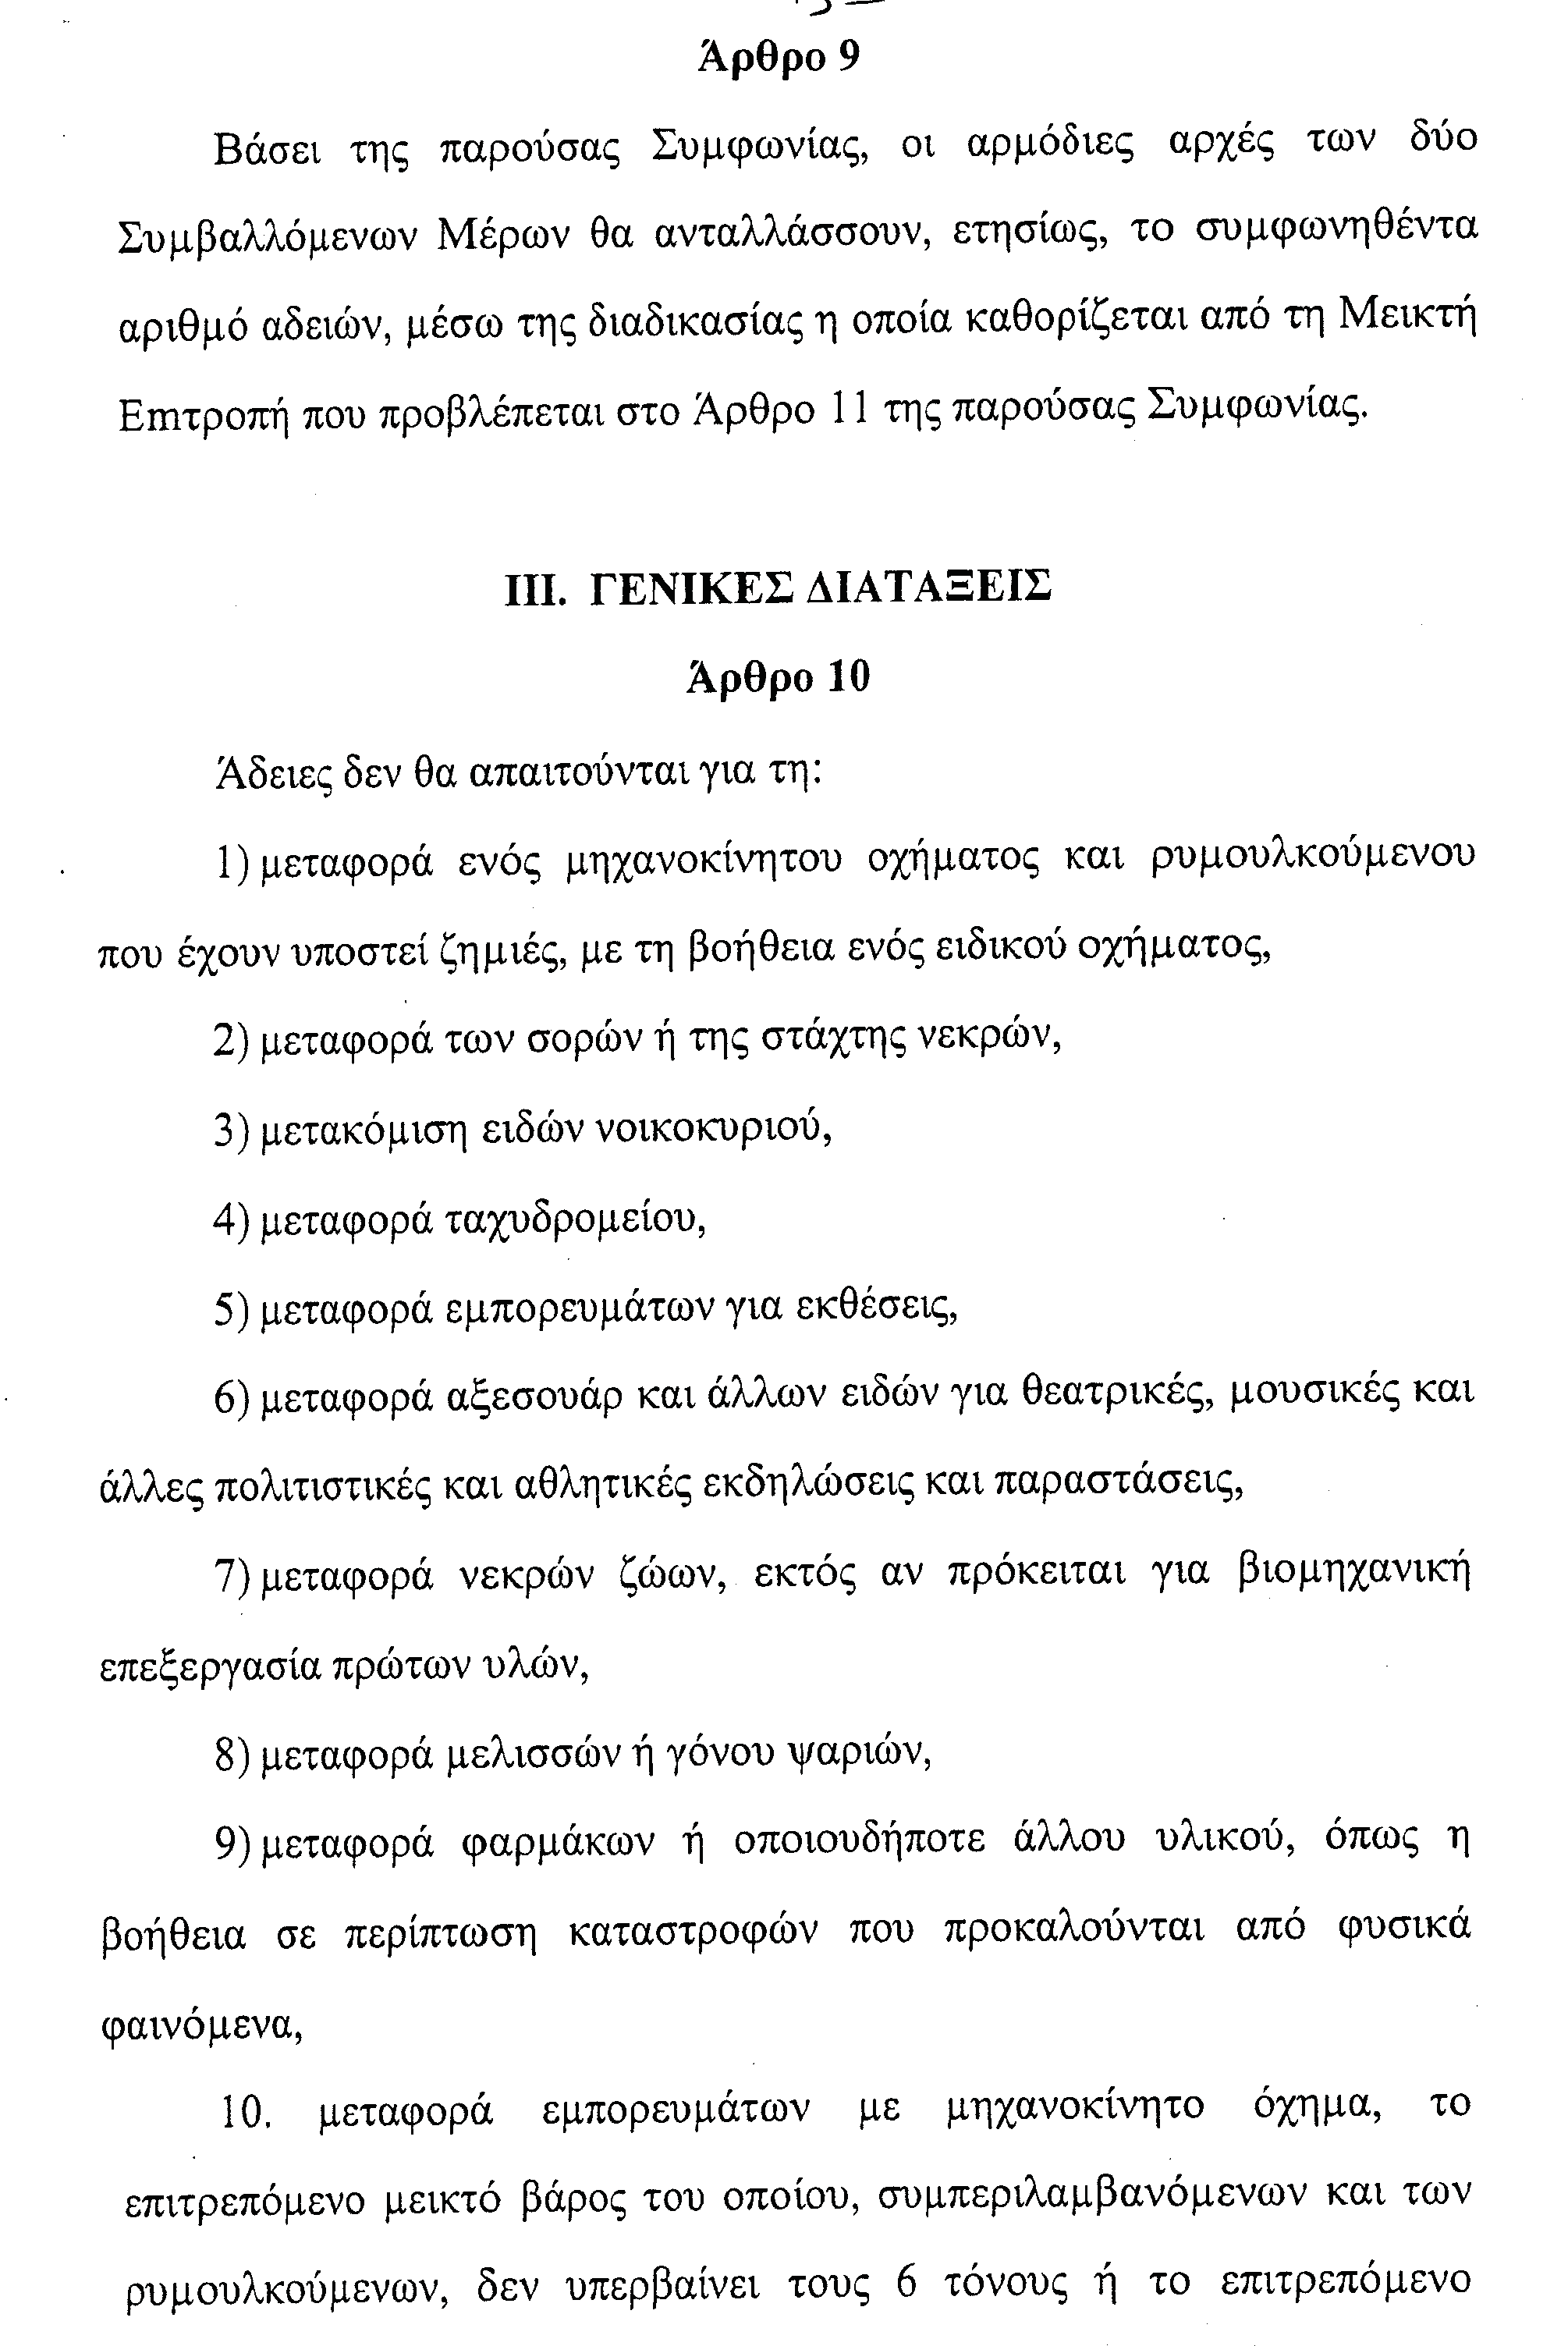 Άρθρο 9
Βάσει της παρούσας Συμφωνίας, οι αρμόδιες αρχές των δύο
Συμβαλλόμενων Μέρων θα ανταλλάσσουν, ετησίως, το συμφωνηθέντα
αριθμό αδειών, μέσω της διαδικασίας η οποία καθορίζεται από τη Μεικτή
Εmτροπή που προβλέπεται στο Άρθρο 11 της παρούσας Συμφωνίας.
ΙΙΙ. ΓΕΝΙΚΕΣ ΔΙΑΤΑΞΕΙΣ
Άρθρο 10
Άδειες δεν θα απαιτούνται για τη:
1) μεταφορά ενός μηχανοκίνητου οχήματος και ρυμουλκούμενου
που έχουν υποστεί ζημιές, με τη βοήθεια ενός ειδικού οχήματος,
2) μεταφορά των σορών ή της στάχτης νεκρών,
3) μετακόμιση ειδών νοικοκυριού,
4) μεταφορά ταχυδρομείου,
5) μεταφορά εμπορευμάτων για εκθέσεις,
6) μεταφορά αξεσουάρ και άλλων ειδών για θεατρικές, μουσικές και
άλλες πολιτιστικές και αθλητικές εκδηλώσεις και παραστάσεις,
7) μεταφορά νεκρών ζώων, εκτός αν πρόκειται για βιομηχανική
επεξεργασία πρώτων υλών,
8) μεταφορά μελισσών ή γόνου ψαριών,
9) μεταφορά φαρμάκων ή οποιουδήποτε άλλου υλικού, όπως η
βοήθεια σε περίπτωση καταστροφών που προκαλούνται από φυσικά
φαινόμενα,
10. μεταφορά εμπορευμάτων με μηχανοκίνητο όχημα, το
επιτρεπόμενο μεικτό βάρος του οποίου, συμπεριλαμβανόμενων και των
ρυμουλκούμενων, δεν υπερβαίνει τους 6 τόνους ή το επιτρεπόμενο